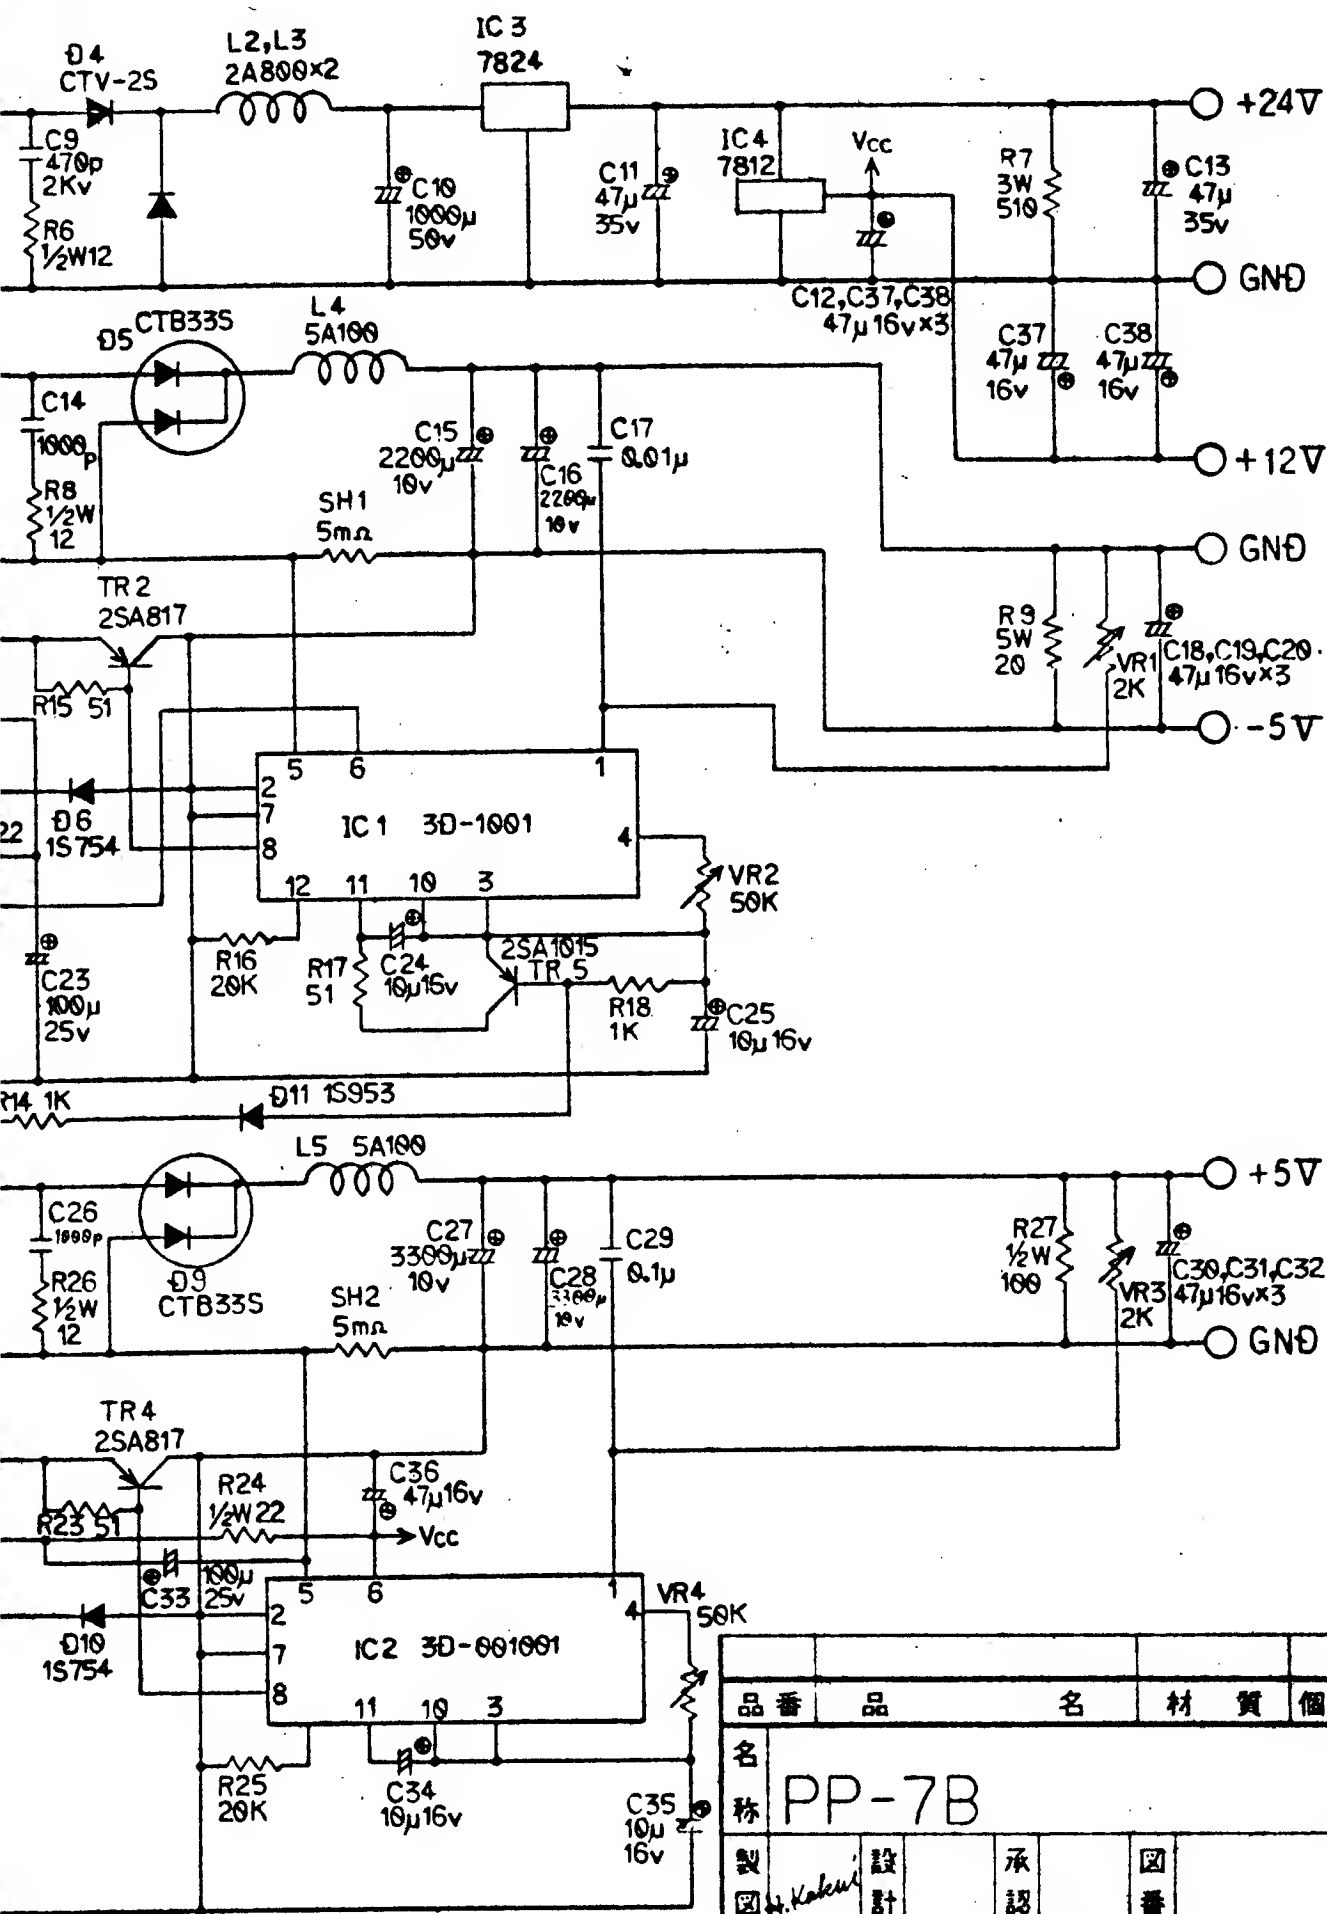 D4
CTV-2S
L2,L3
2A800×2
IC 3
7824
+24V
C9
470p
2Kv
R6
½W12
C10
1000µ
50v
C11
47µ
35v
IC4
7812
Vcc
R7
3W
510
C13
47µ
35v
GND
C12,C37,C38
47µ16v×3
D5
CTB33S
L4
5A100
C37
47µ
16v
C38
47µ
16v
C14
1000p
R8
½W
12
C15
2200µ
10v
C16
2200µ
10v
C17
0.01µ
+12V
SH1
5mΩ
GND
TR2
2SA817
R15 51
R9
5W
20
VR1
2K
C18,C19,C20
47µ16v×3
-5V
5
6
1
2
7
8
IC1 3D-1001
4
22
D6
1S754
12
11
10
3
VR2
50K
C23
100µ
25v
R16
20K
R17
51
C24
10µ16v
2SA1015
TR5
R18
1K
C25
10µ16v
R14 1K
D11 1S953
L5 5A100
+5V
C26
1000p
R26
½W
12
D9
CTB33S
C27
3300µ
10v
C28
3300µ
10v
C29
0.1µ
R27
½W
100
VR3
2K
C30,C31,C32
47µ16v×3
SH2
5mΩ
GND
TR4
2SA817
R23 51
R24
½W22
C36
47µ16v
Vcc
C33
100µ
25v
5
6
1
2
7
8
IC2 3D-001001
4
VR4
50K
D10
1S754
11
10
3
R25
20K
C34
10µ16v
C35
10µ
16v
品番
品名
材質
個
名称
PP-7B
製図
H.Kakui
設計
承認
図番